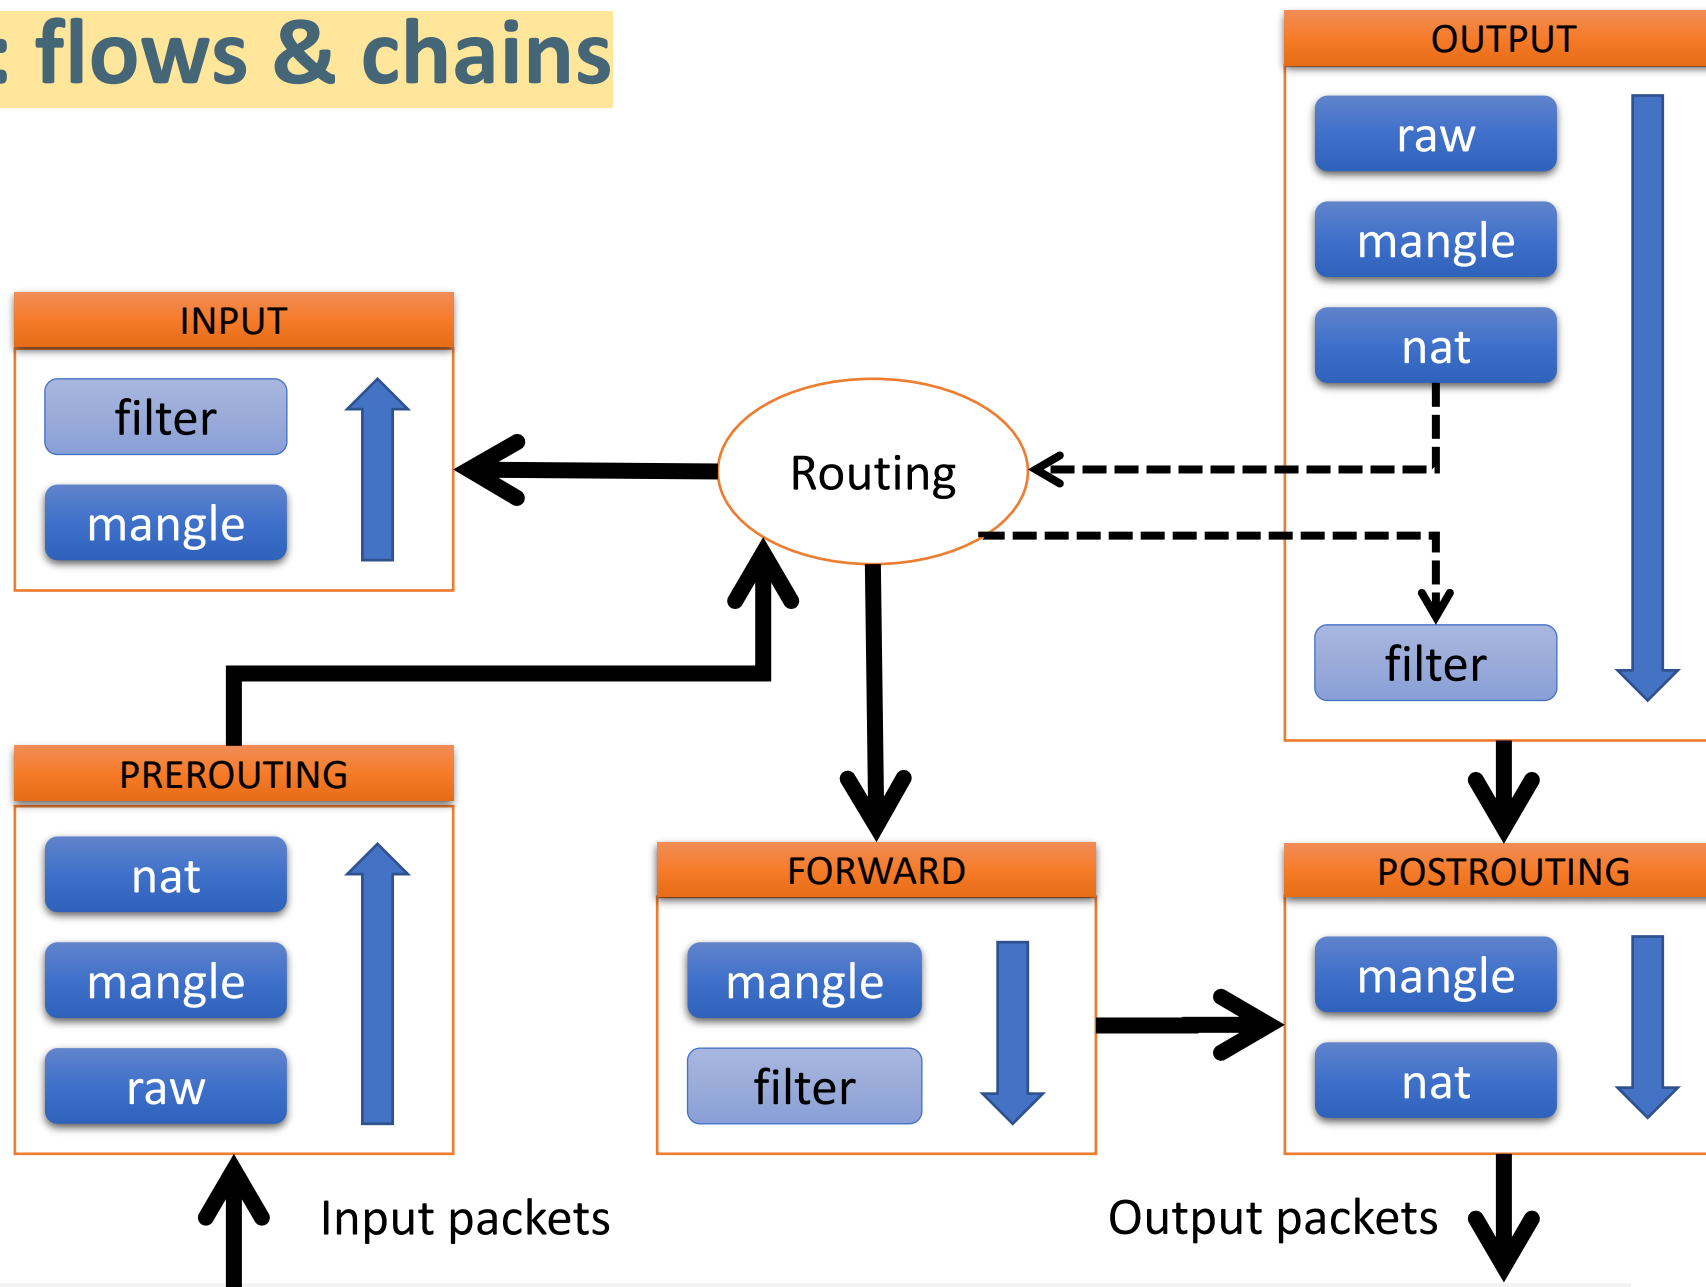 : flows & chains
OUTPUT
raw
mangle
nat
filter
INPUT
filter
mangle
Routing
PREROUTING
nat
mangle
raw
FORWARD
mangle
filter
POSTROUTING
mangle
nat
Input packets
Output packets